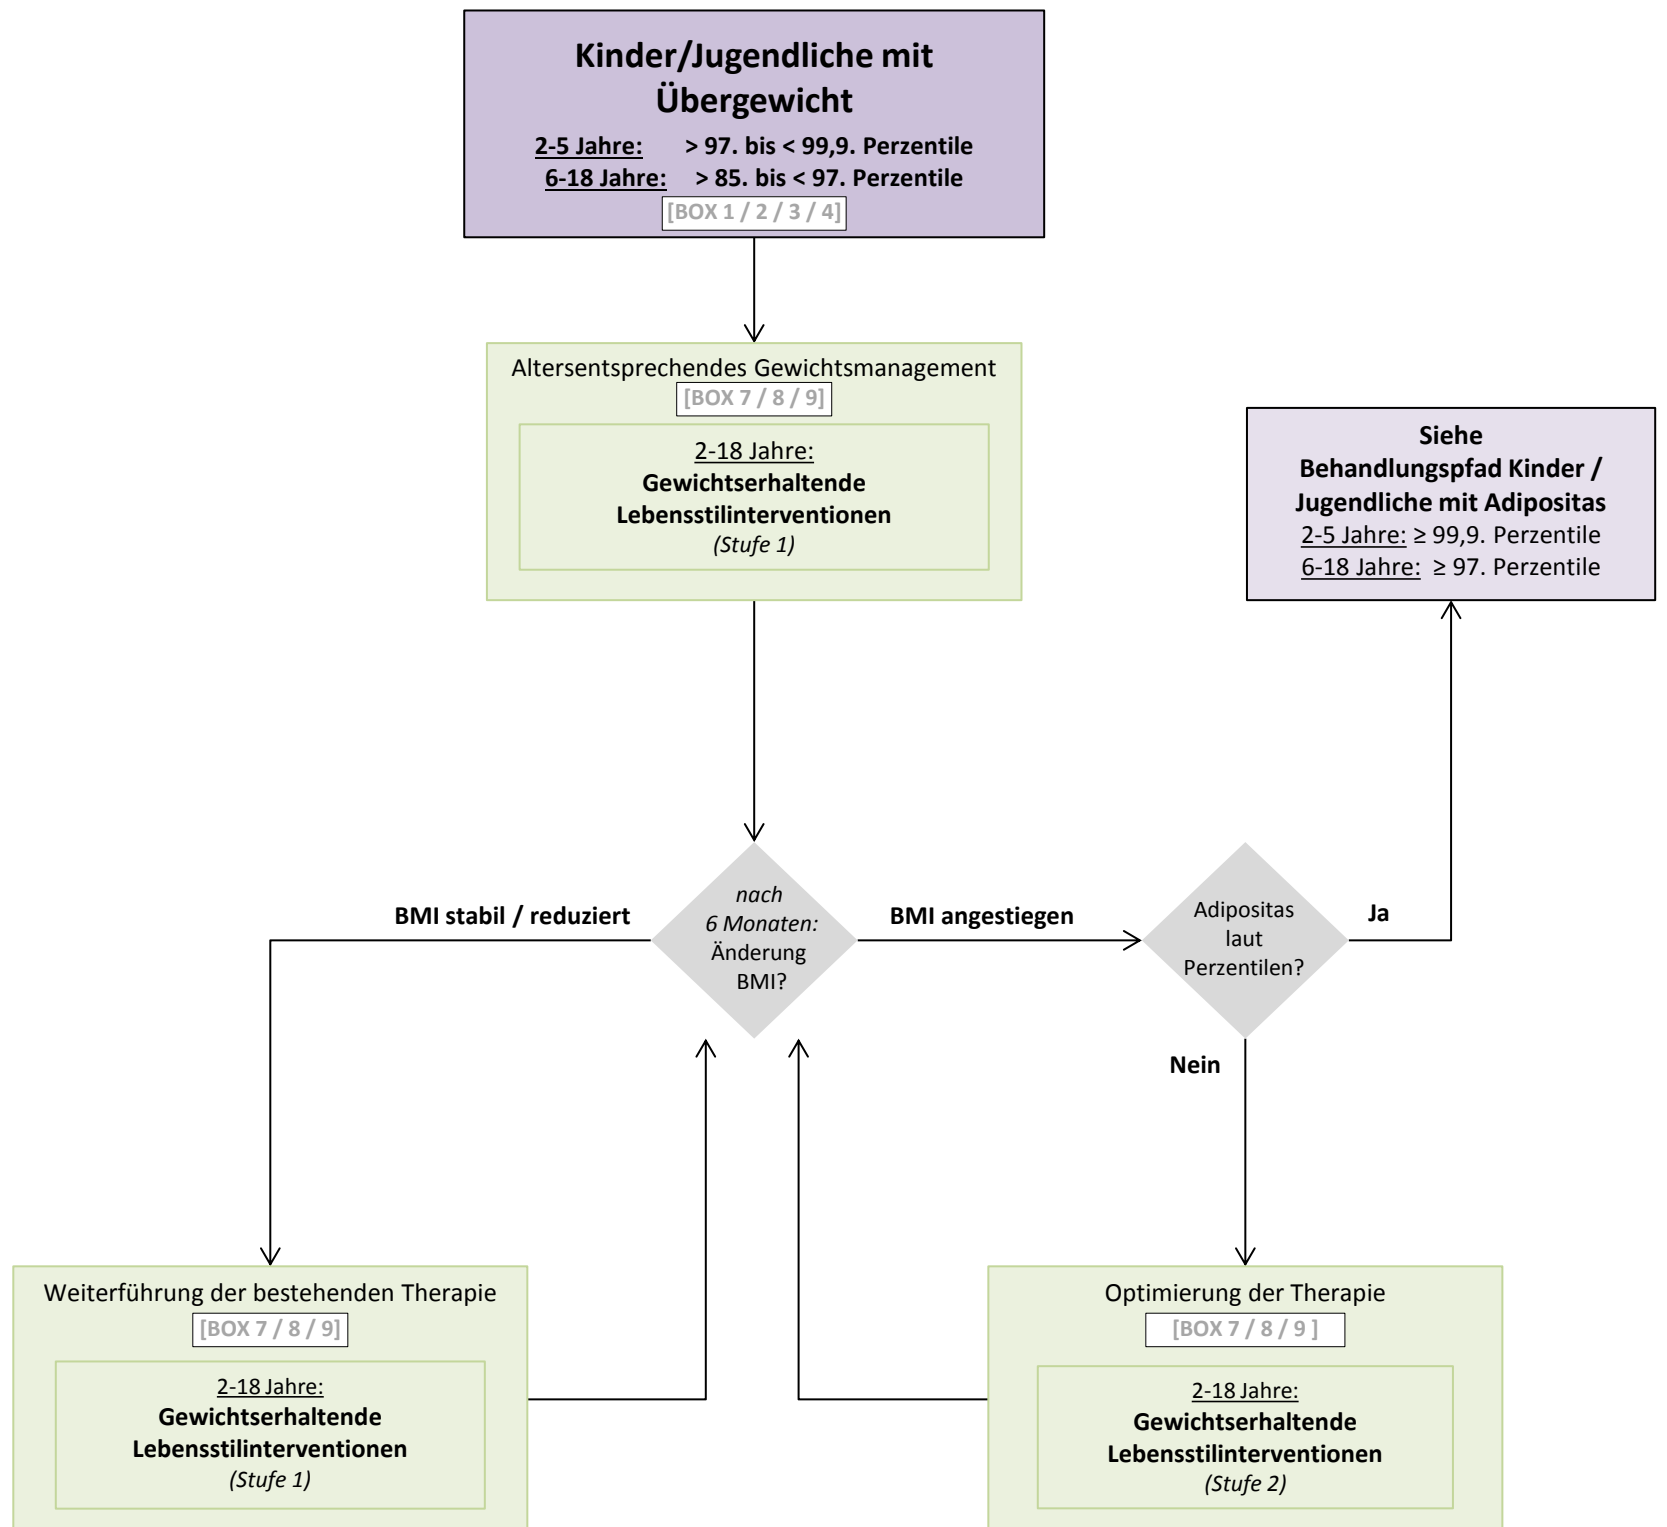 Kinder/Jugendliche mit
Übergewicht
2-5 Jahre: > 97. bis < 99,9. Perzentile
6-18 Jahre: > 85. bis < 97. Perzentile
[BOX 1 / 2 / 3 / 4]
Altersentsprechendes Gewichtsmanagement
[BOX 7 / 8 / 9]
2-18 Jahre:
Gewichtserhaltende
Lebensstilinterventionen
(Stufe 1)
Siehe
Behandlungspfad Kinder /
Jugendliche mit Adipositas
2-5 Jahre: ≥ 99,9. Perzentile
6-18 Jahre: ≥ 97. Perzentile
BMI stabil / reduziert
nach
6 Monaten:
Änderung
BMI?
BMI angestiegen
Adipositas
laut
Perzentilen?
Ja
Nein
Weiterführung der bestehenden Therapie
[BOX 7 / 8 / 9]
2-18 Jahre:
Gewichtserhaltende
Lebensstilinterventionen
(Stufe 1)
Optimierung der Therapie
[BOX 7 / 8 / 9 ]
2-18 Jahre:
Gewichtserhaltende
Lebensstilinterventionen
(Stufe 2)